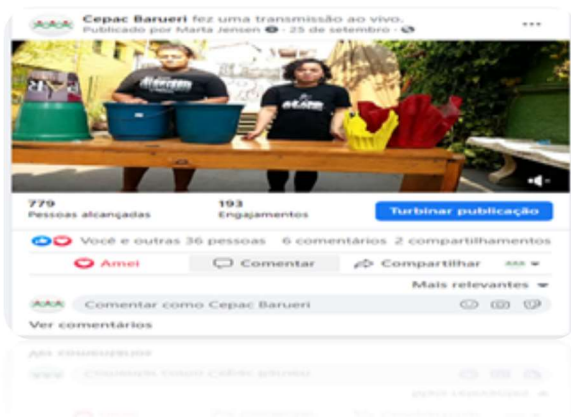 Cepac Barueri fez uma transmissão ao vivo.
Publicado por Marta Jensen · 25 de setembro ·
779
Pessoas alcançadas
193
Engajamentos
Turbinar publicação
Você e outras 36 pessoas 6 comentários 2 compartilhamentos
Amei Comentar Compartilhar
Mais relevantes
Comentar como Cepac Barueri
Ver comentários